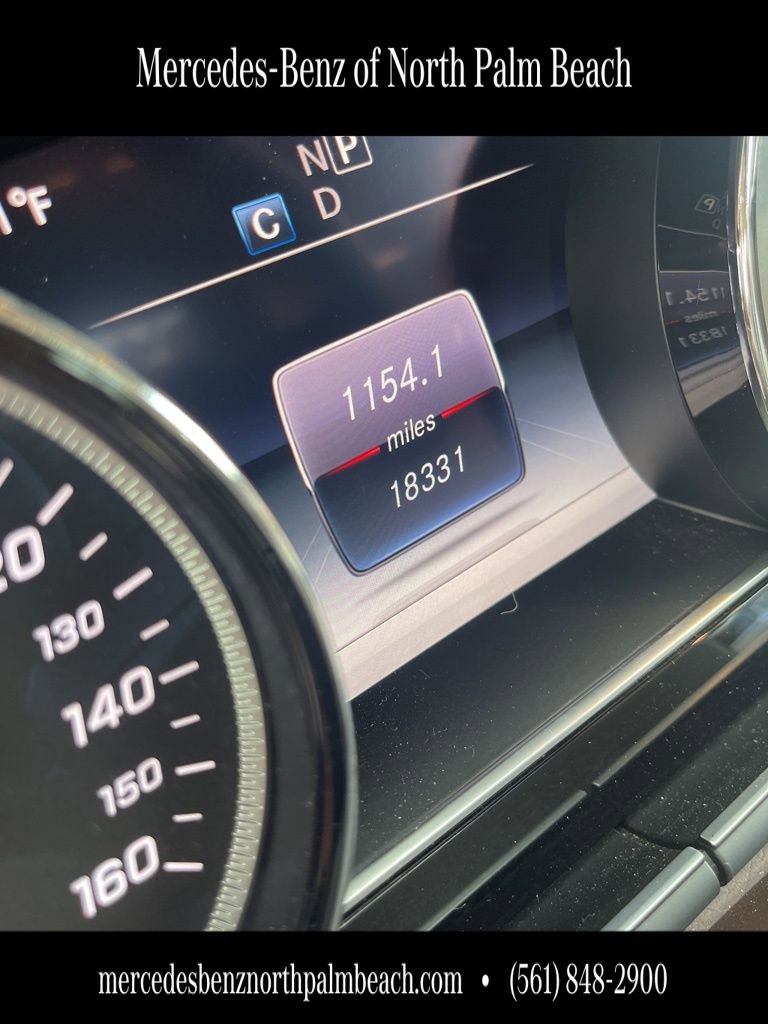 Mercedes-Benz of North Palm Beach
N P
°F
C D
1154.1
miles
18331
130
140
150
160
mercedesbenznorthpalmbeach.com • (561) 848-2900